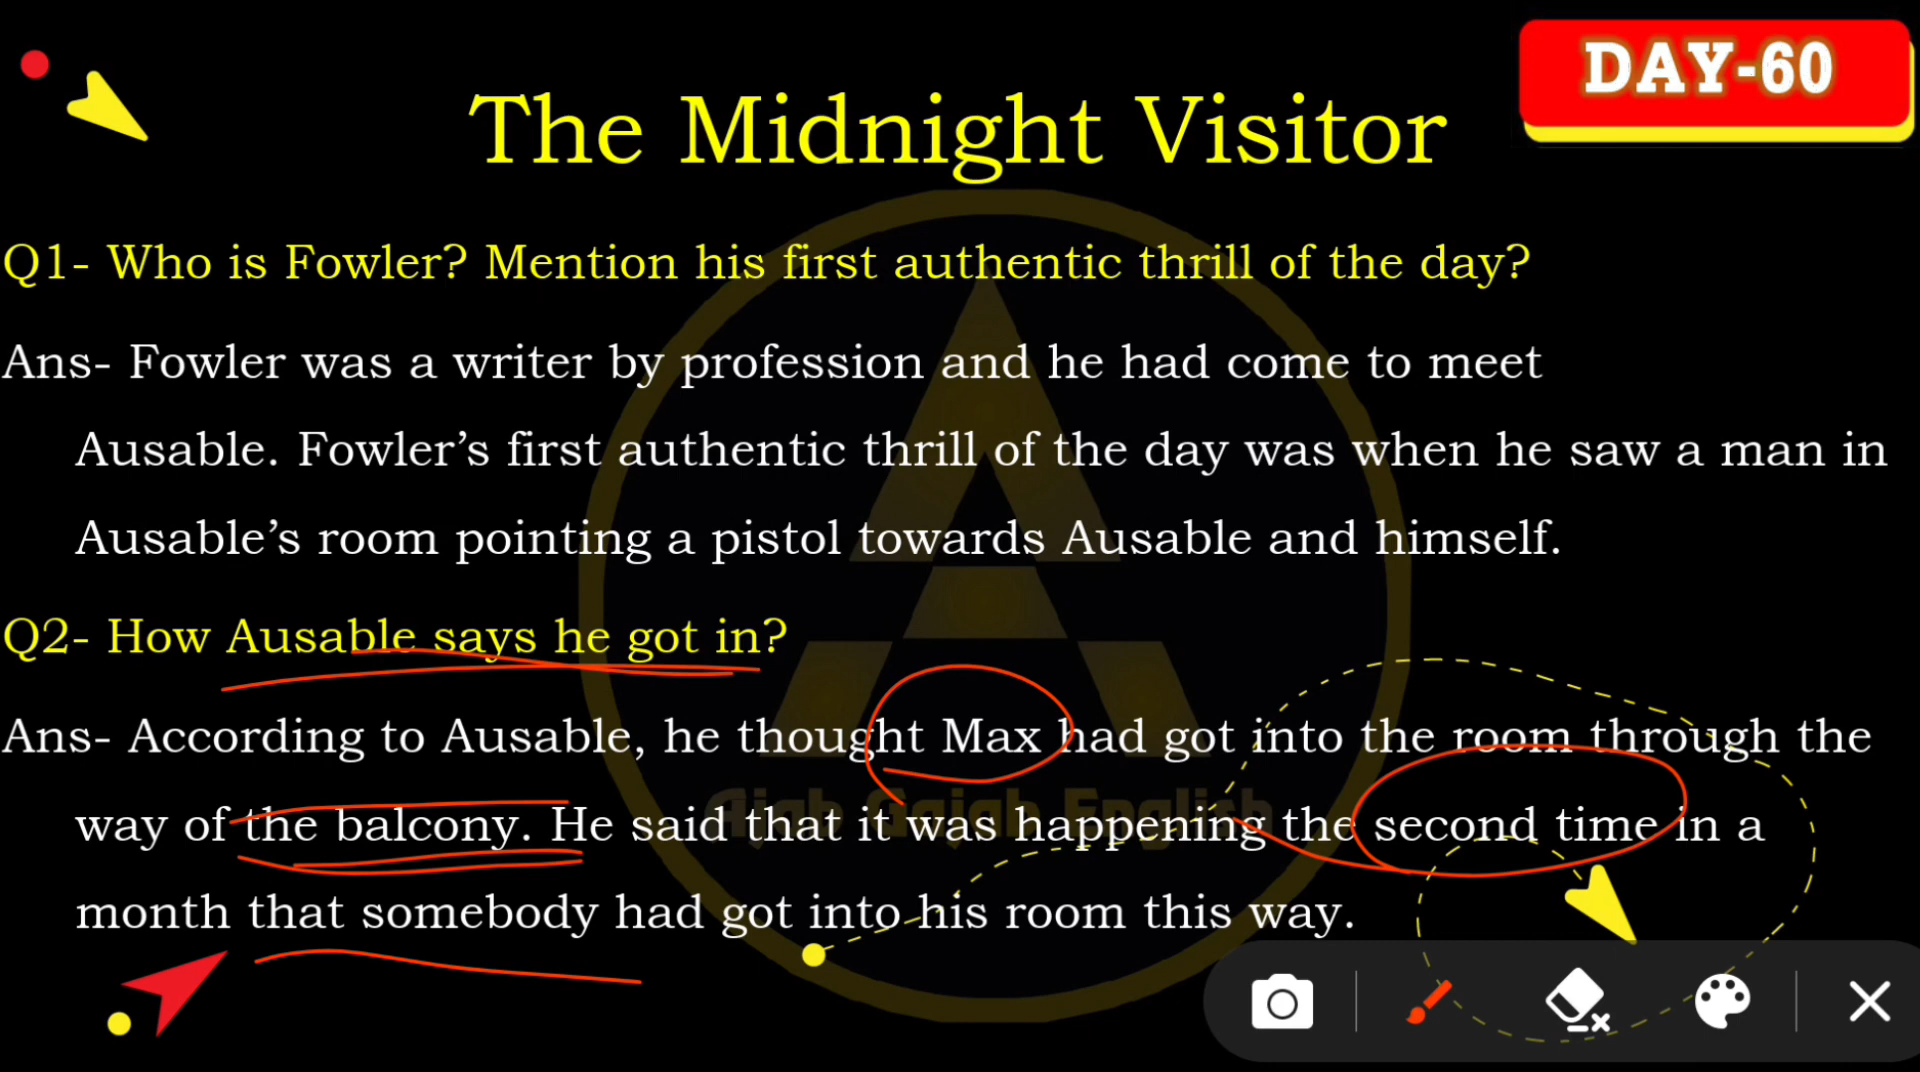 DAY-60
The Midnight Visitor
Q1- Who is Fowler? Mention his first authentic thrill of the day?
Ans- Fowler was a writer by profession and he had come to meet
Ausable. Fowler’s first authentic thrill of the day was when he saw a man in
Ausable’s room pointing a pistol towards Ausable and himself.
Q2- How Ausable says he got in?
Ans- According to Ausable, he thought Max had got into the room through the
way of the balcony. He said that it was happening the second time in a
month that somebody had got into his room this way.
Ajab Gajab English